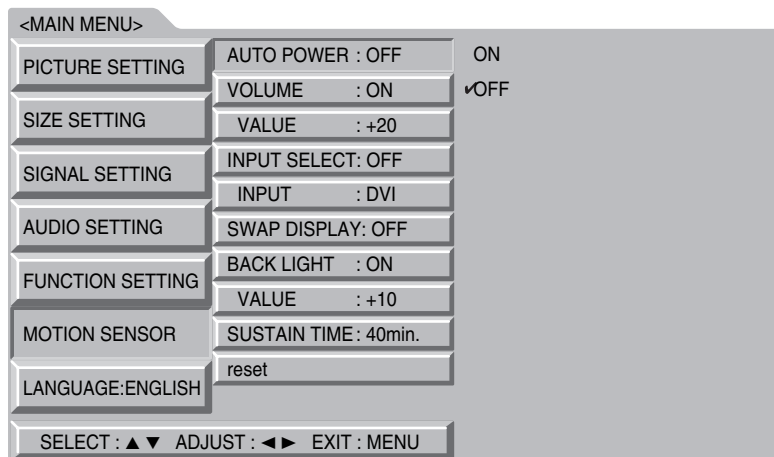 <MAIN MENU>
PICTURE SETTING
SIZE SETTING
SIGNAL SETTING
AUDIO SETTING
FUNCTION SETTING
MOTION SENSOR
LANGUAGE:ENGLISH
AUTO POWER : OFF
VOLUME : ON
VALUE : +20
INPUT SELECT: OFF
INPUT : DVI
SWAP DISPLAY: OFF
BACK LIGHT : ON
VALUE : +10
SUSTAIN TIME : 40min.
reset
ON
✔OFF
SELECT : ▲ ▼ ADJUST : ◄ ► EXIT : MENU